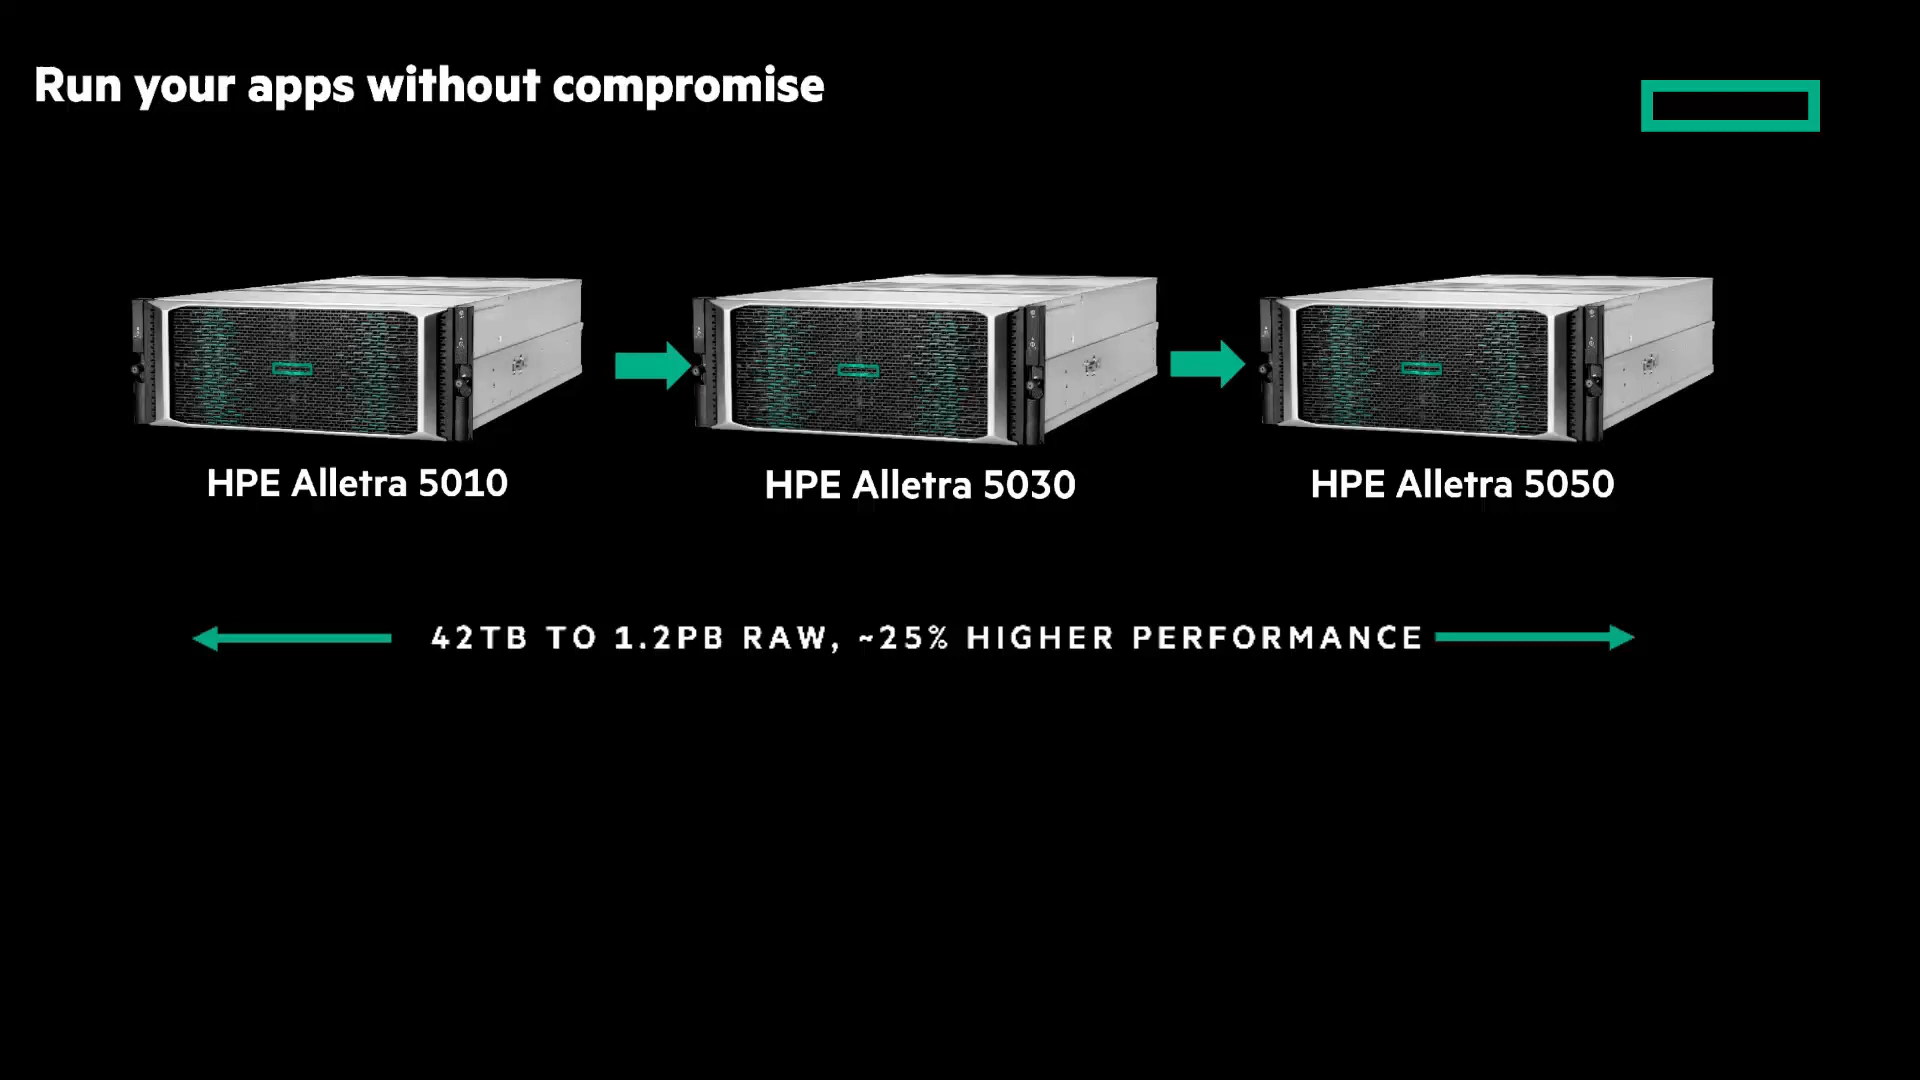 Run your apps without compromise
HPE Alletra 5010
HPE Alletra 5030
HPE Alletra 5050
42TB TO 1.2PB RAW, ~25% HIGHER PERFORMANCE